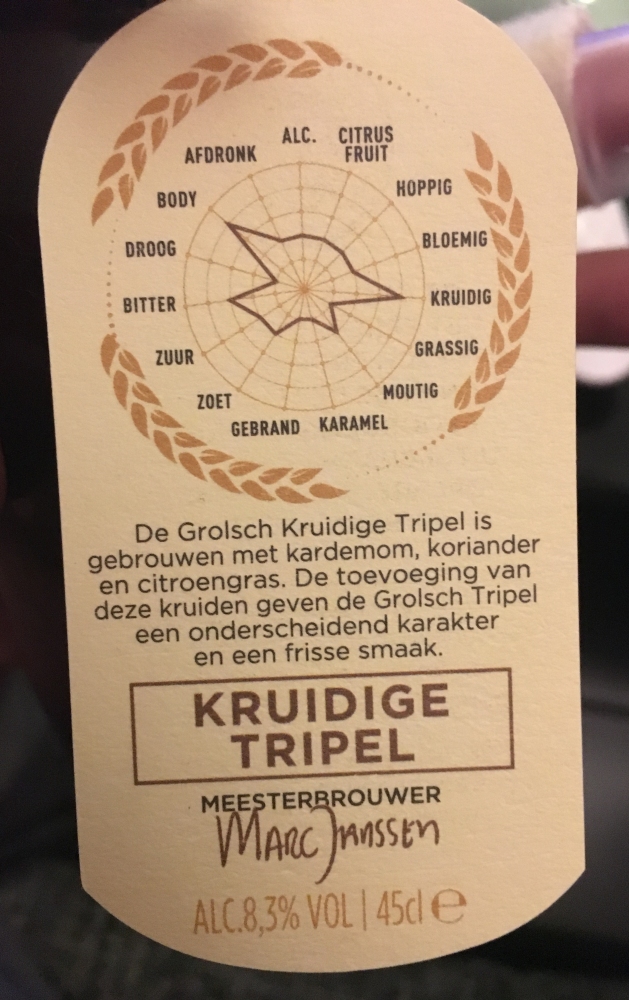 ALC.
CITRUS
FRUIT
HOPPIG
BLOEMIG
KRUIDIG
GRASSIG
MOUTIG
KARAMEL
GEBRAND
ZOET
ZUUR
BITTER
DROOG
BODY
AFDRONK
De Grolsch Kruidige Tripel is
gebrouwen met kardemom, koriander
en citroengras. De toevoeging van
deze kruiden geven de Grolsch Tripel
een onderscheidend karakter
en een frisse smaak.
KRUIDIGE
TRIPEL
MEESTERBROUWER
MARC JANSSEN
ALC.8,3% VOL | 45cl ℮